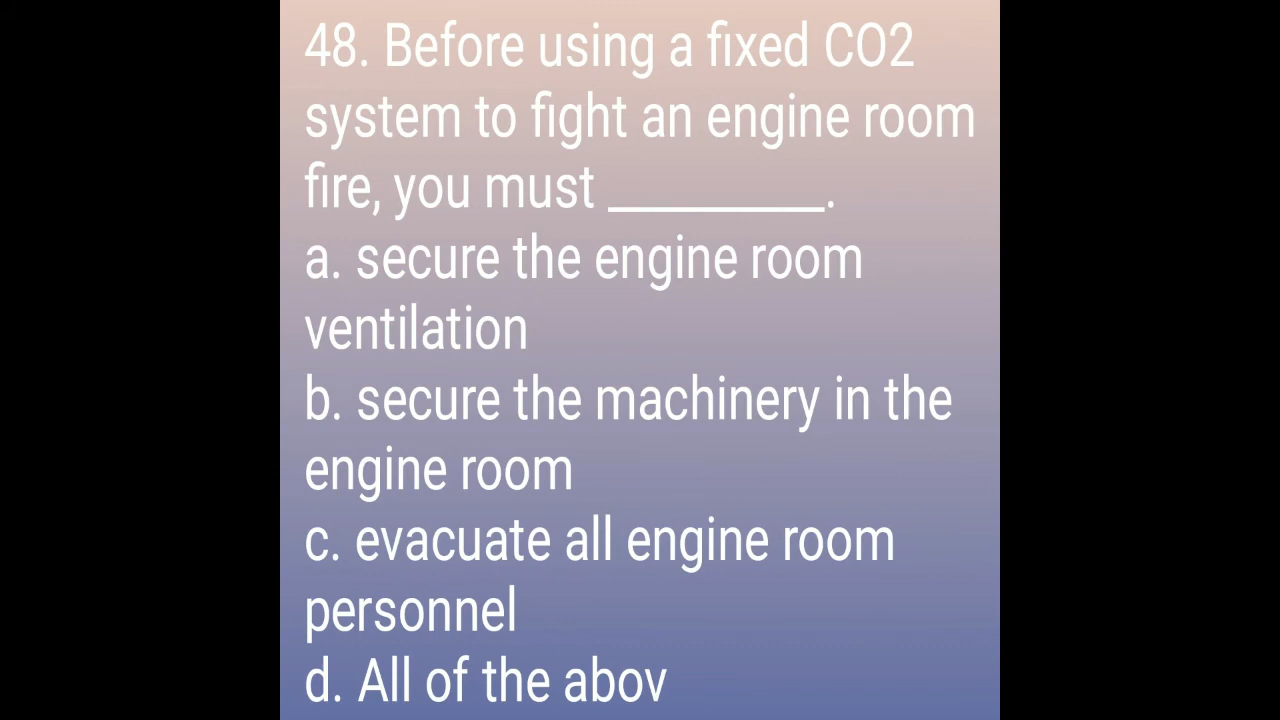 48. Before using a fixed CO2
system to fight an engine room
fire, you must __________.
a. secure the engine room
ventilation
b. secure the machinery in the
engine room
c. evacuate all engine room
personnel
d. All of the abov